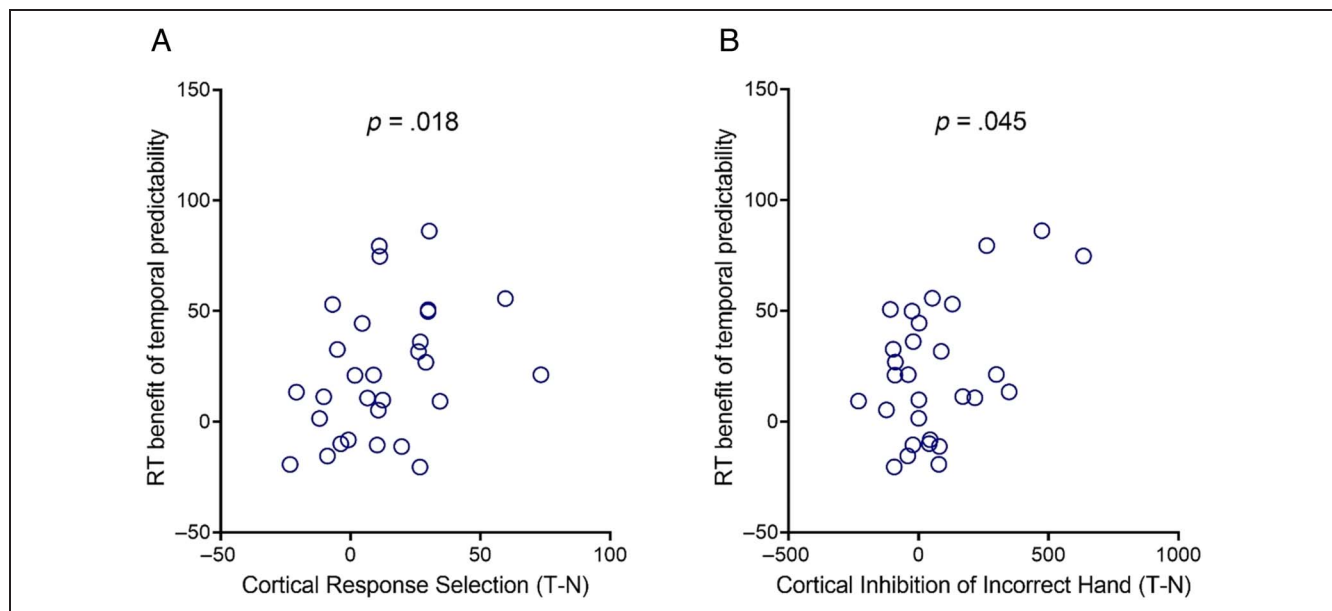 A
RT benefit of temporal predictability
150
100
50
0
–50
p = .018
–50
0
50
100
Cortical Response Selection (T-N)
B
RT benefit of temporal predictability
150
100
50
0
–50
p = .045
–500
0
500
1000
Cortical Inhibition of Incorrect Hand (T-N)